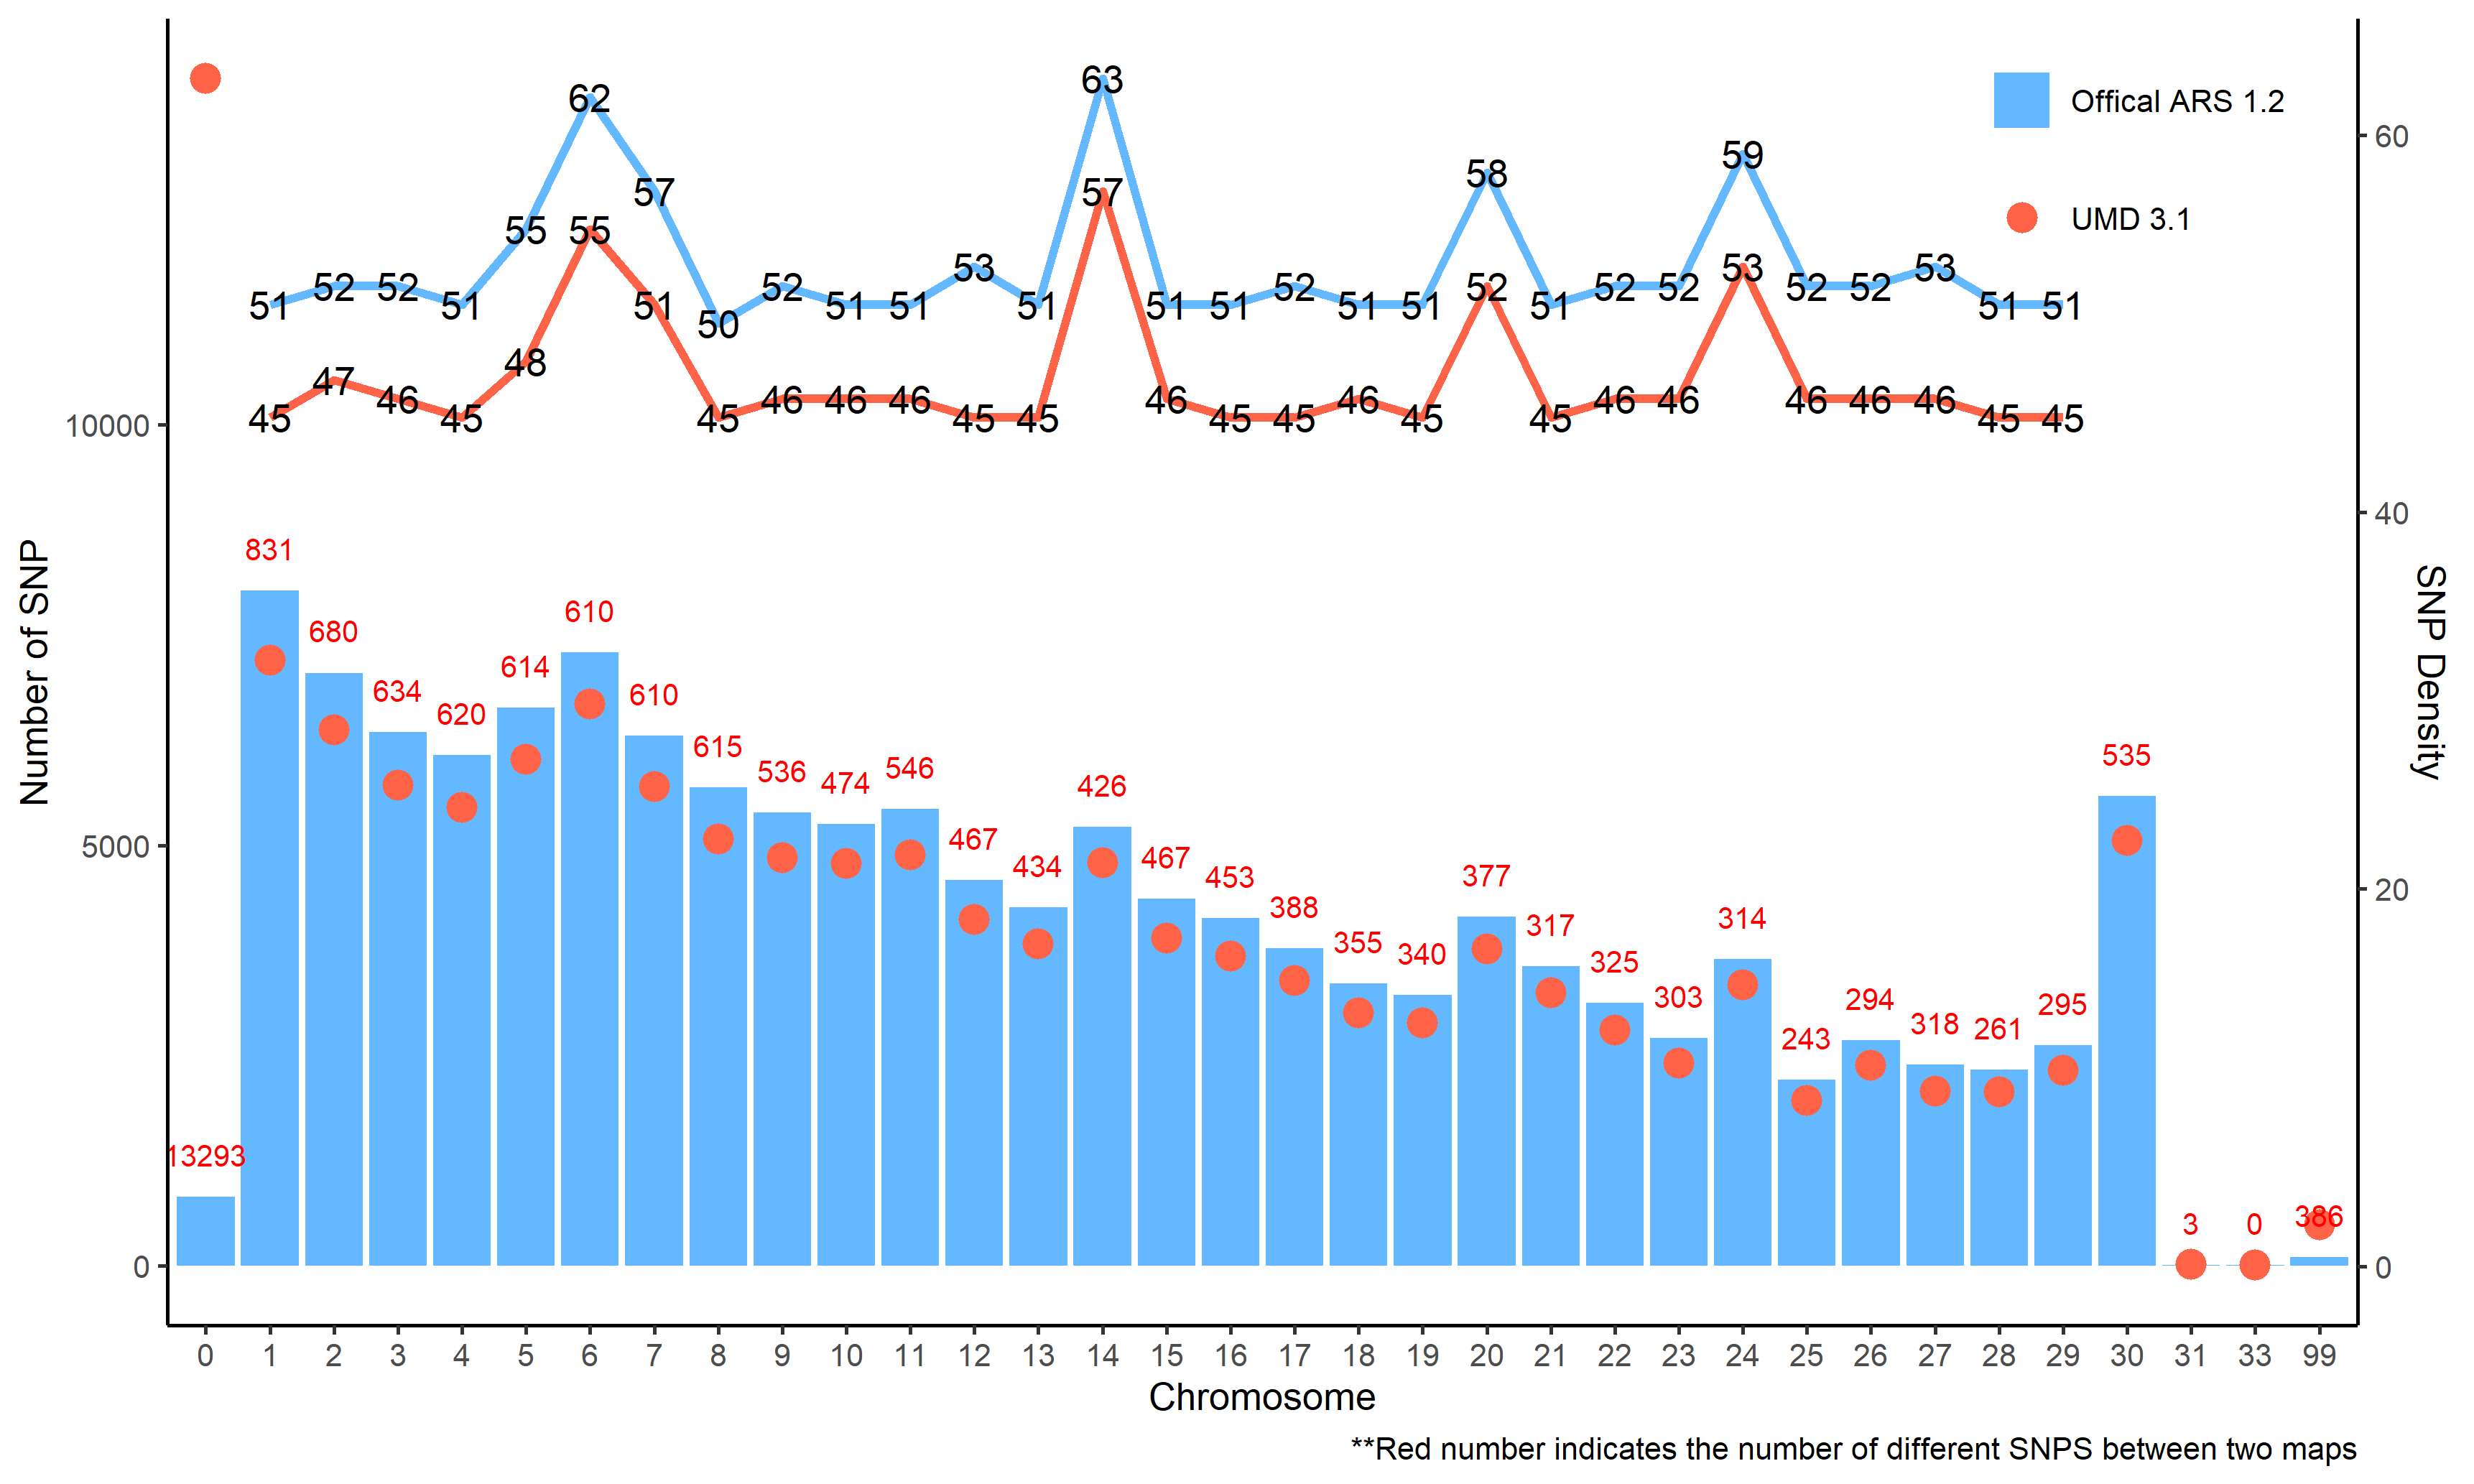 Offical ARS 1.2
UMD 3.1
62 63
57 58 59
55 55 57
51 52 52 51 51 50 52 51 51 53 51 51 51 52 51 51 52 51 52 52 53 52 52 53 51 51
45 47 46 45 48 45 46 46 46 45 45 46 45 45 46 45 45 46 46 46 46 46 45 45
10000
5000
0
60
40
20
0
Number of SNP
SNP Density
13293 831 680 634 620 614 610 610 615 536 474 546 467 434 426 467 453 388 355 340 377 317 325 303 314 243 294 318 261 295 535 3 0 386
0 1 2 3 4 5 6 7 8 9 10 11 12 13 14 15 16 17 18 19 20 21 22 23 24 25 26 27 28 29 30 31 33 99
Chromosome
**Red number indicates the number of different SNPS between two maps